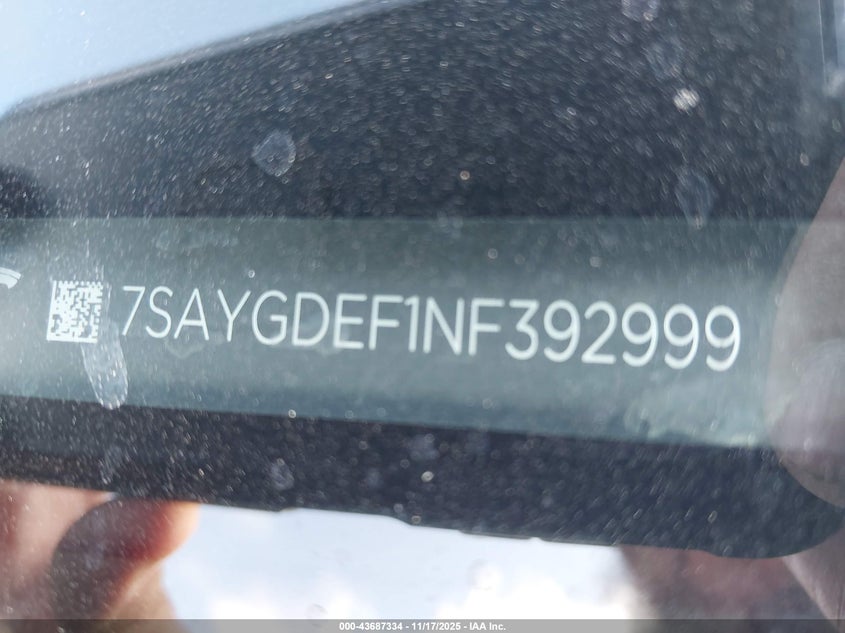 7SAYGDEF1NF392999
000-43687334 - 11/17/2025 - IAA Inc.